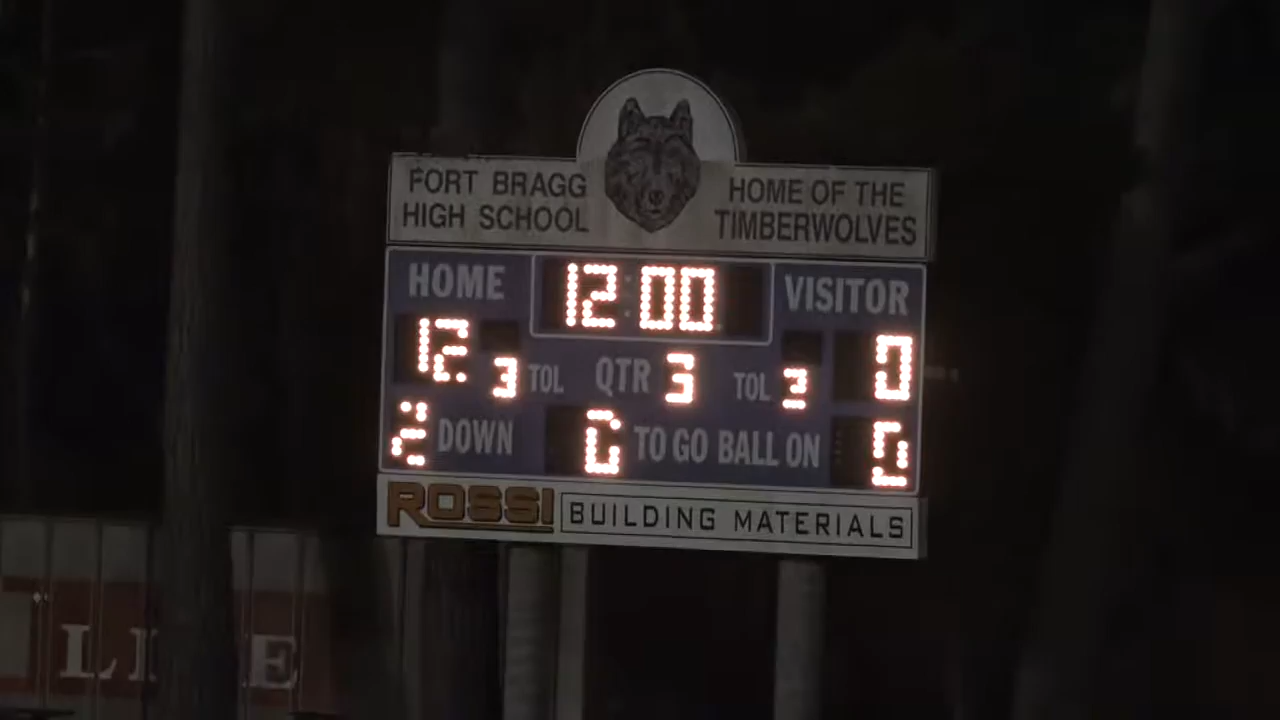 FORT BRAGG
HIGH SCHOOL
HOME OF THE
TIMBERWOLVES
HOME 12:00 VISITOR
12 3 TOL QTR 3 TOL 3 0
2 DOWN 0 TO GO BALL ON 0
ROSSI BUILDING MATERIALS